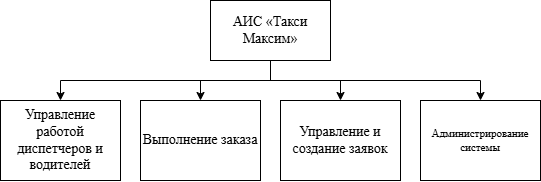 АИС «Такси
Максим»
Управление
работой
диспетчеров и
водителей
Выполнение заказа
Управление и
создание заявок
Администрирование
системы